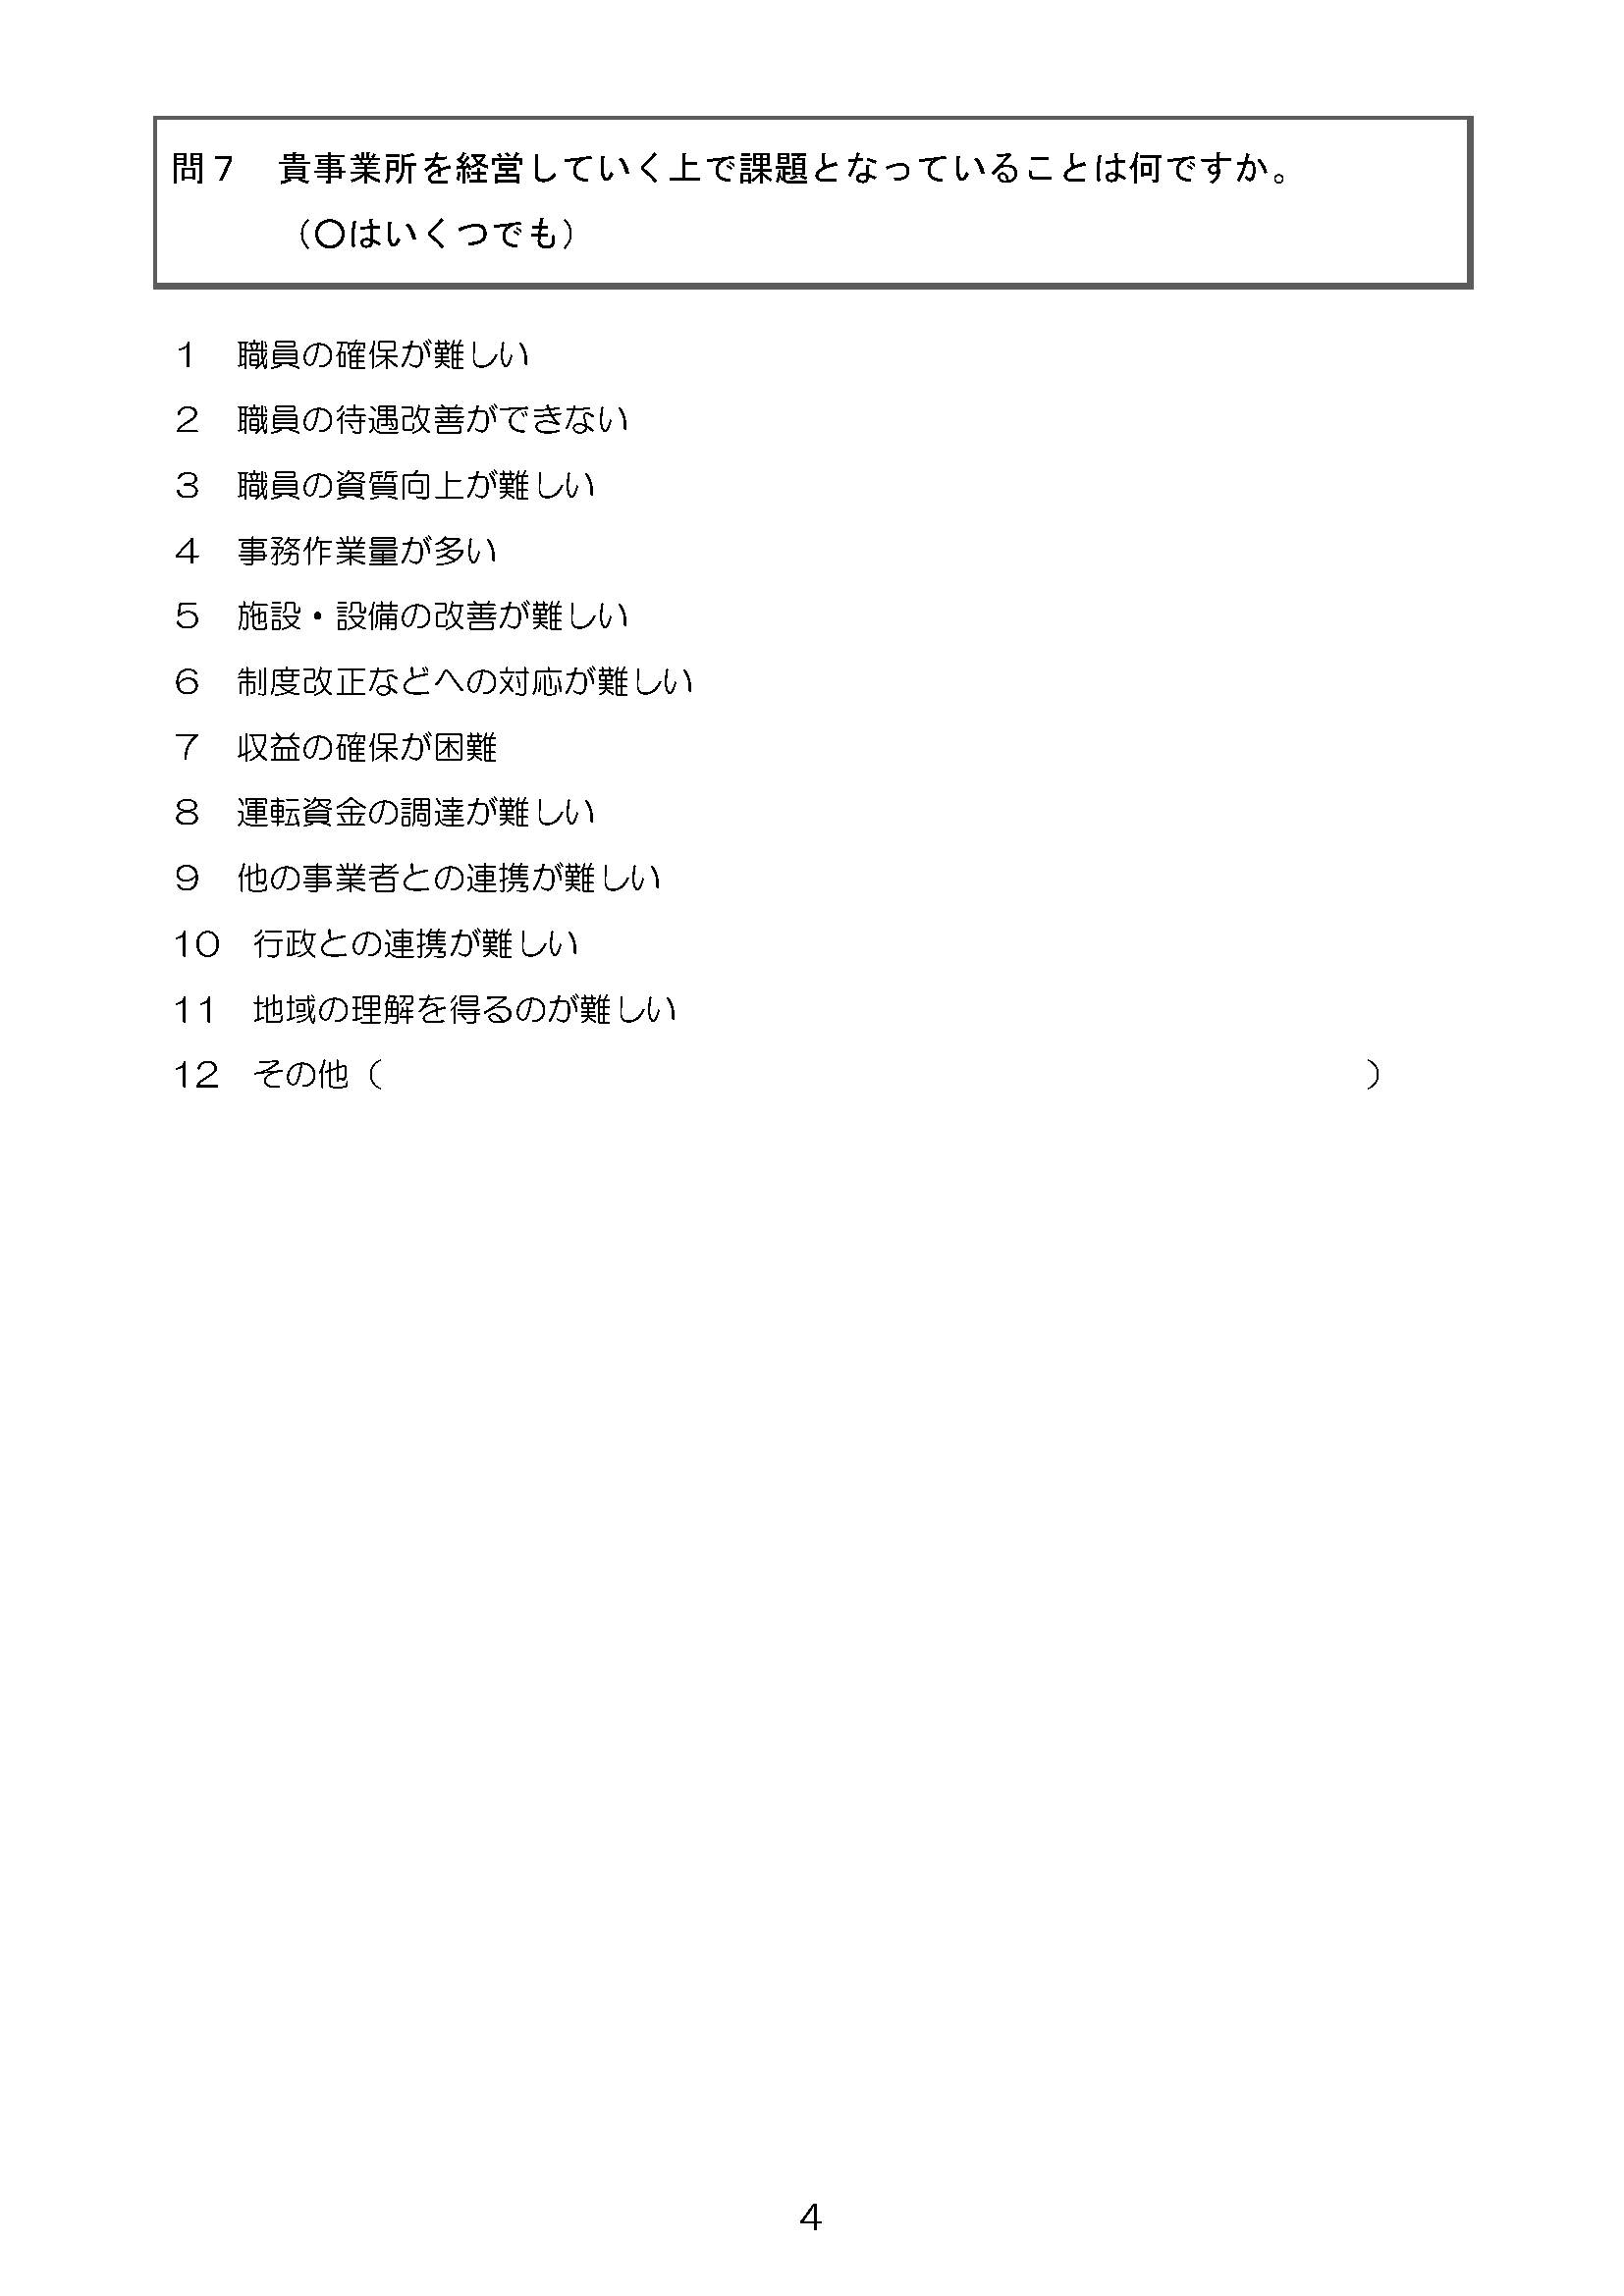 問７　貴事業所を経営していく上で課題となっていることは何ですか。
（〇はいくつでも）
１　職員の確保が難しい
２　職員の待遇改善ができない
３　職員の資質向上が難しい
４　事務作業量が多い
５　施設・設備の改善が難しい
６　制度改正などへの対応が難しい
７　収益の確保が困難
８　運転資金の調達が難しい
９　他の事業者との連携が難しい
10　行政との連携が難しい
11　地域の理解を得るのが難しい
12　その他（　　　　　　　　　　　　　　　　　　　　　　　　　　　　　　）
4